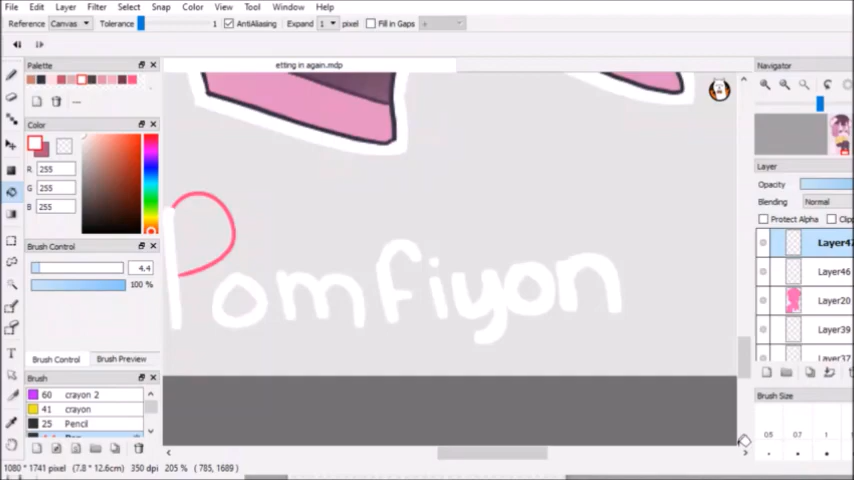 File Edit Layer Filter Select Snap Color View Tool Window Help
Reference Canvas Tolerance 1 AntiAliasing Expand 1 pixel Fill in Gaps
Palette
etting in again.mdp
Navigator
Color
R 255
G 255
B 255
Layer
Opacity
Blending Normal
Protect Alpha Clip
Layer47
Layer46
Layer20
Layer39
Layer37
Brush Control
4.4
100 %
Pomfiyon
Brush Control Brush Preview
Brush
60 crayon 2
41 crayon
25 Pencil
Brush Size
0.5 0.7 1
1080 * 1741 pixel (7.8 * 12.6cm) 350 dpi 205 % ( 785, 1689 )